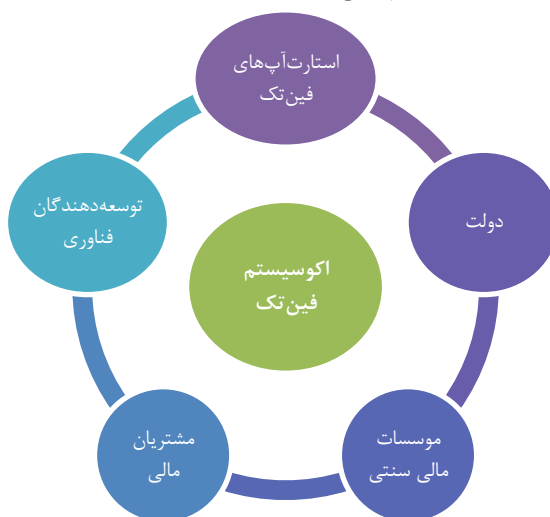 استارت‌آپ‌های
فین‌تک
دولت
توسعه‌دهندگان
فناوری
اکوسیستم
فین‌تک
موسسات
مالی سنتی
مشتریان
مالی